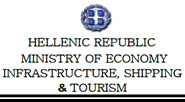 HELLENIC REPUBLIC
MINISTRY OF ECONOMY
INFRASTRUCTURE, SHIPPING
& TOURISM